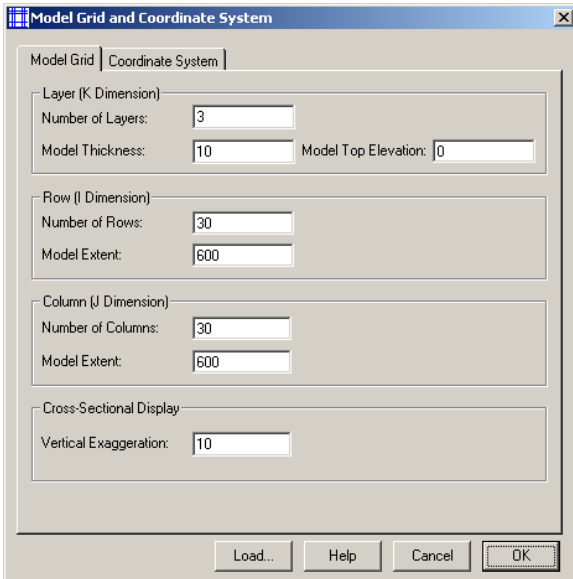 Model Grid and Coordinate System
Model Grid Coordinate System
Layer (K Dimension)
Number of Layers: 3
Model Thickness: 10 Model Top Elevation: 0
Row (I Dimension)
Number of Rows: 30
Model Extent: 600
Column (J Dimension)
Number of Columns: 30
Model Extent: 600
Cross-Sectional Display
Vertical Exaggeration: 10
Load... Help Cancel OK